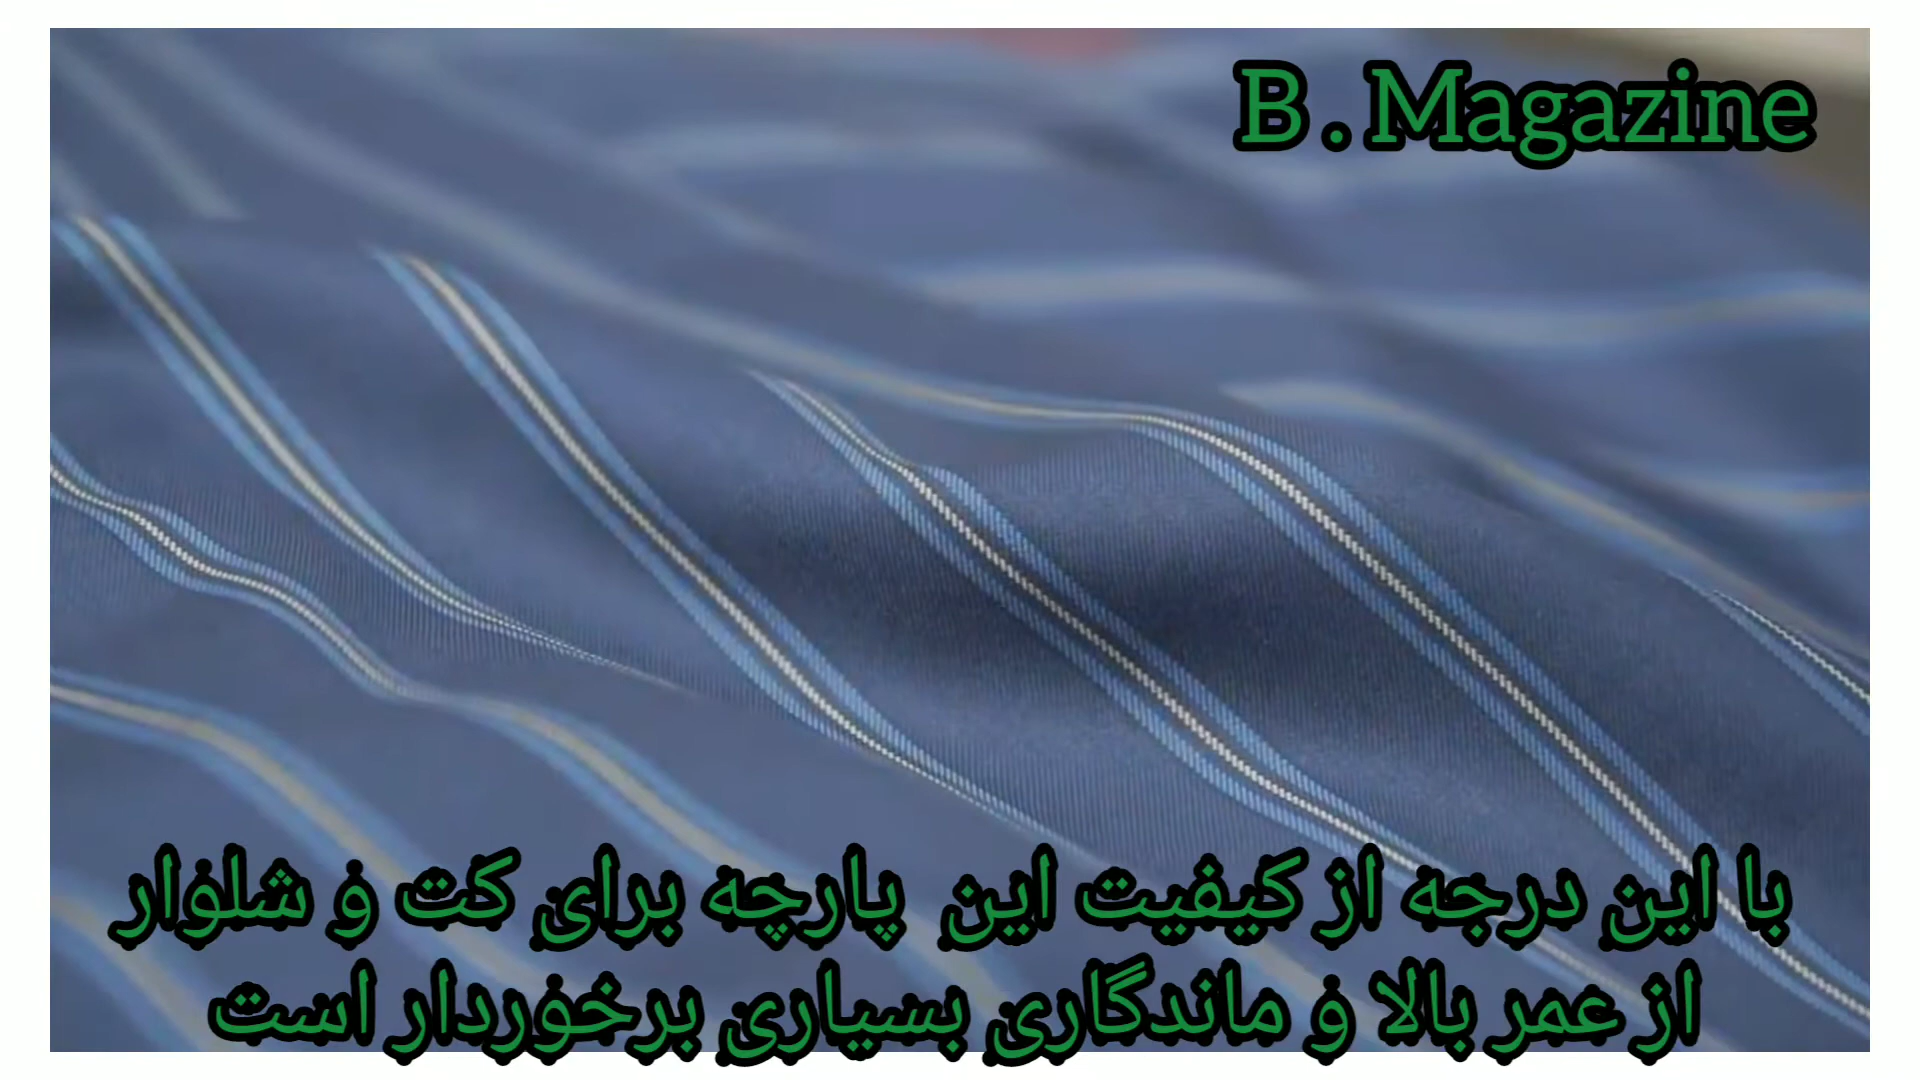 B . Magazine
با این درجه از کیفیت این پارچه برای کت و شلوار
از عمر بالا و ماندگاری بسیاری برخوردار است